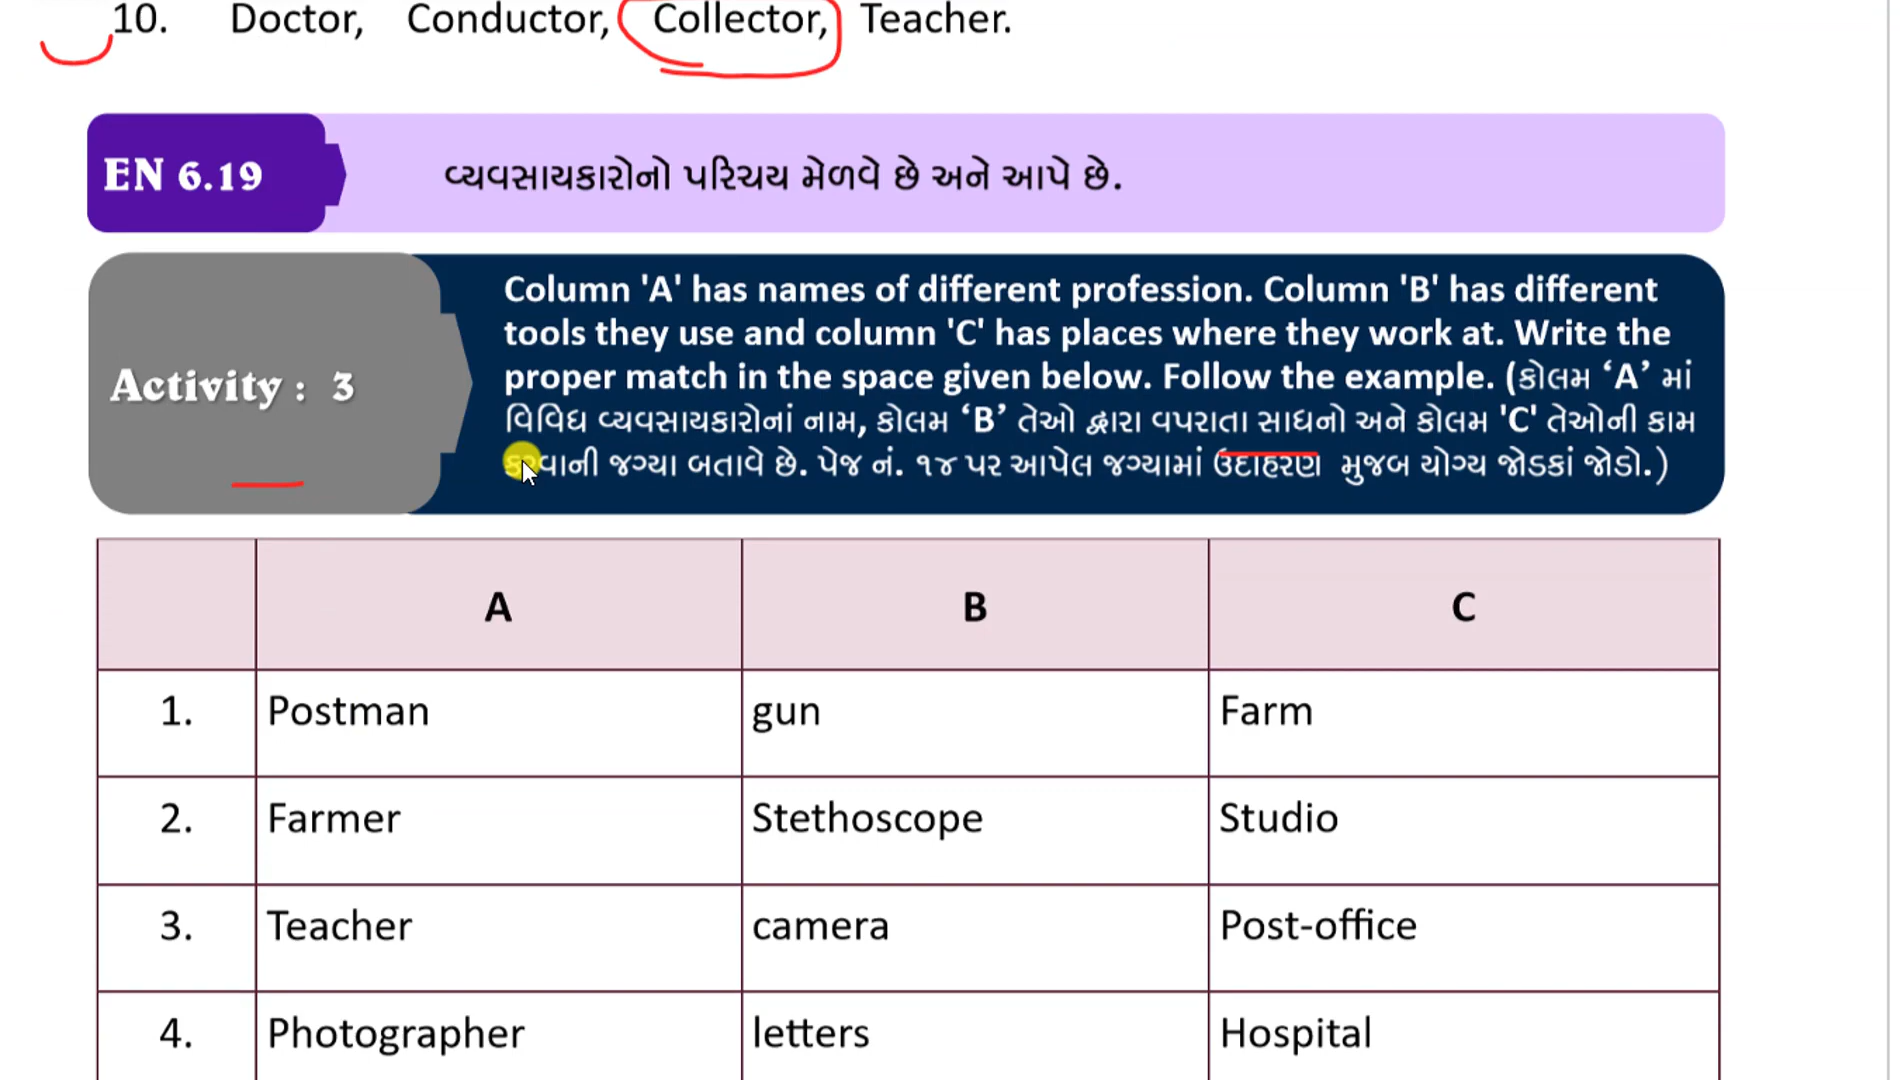 10. Doctor, Conductor, Collector, Teacher.
EN 6.19
વ્યવસાયકારોનો પરિચય મેળવે છે અને આપે છે.
Activity : 3
Column 'A' has names of different profession. Column 'B' has different
tools they use and column 'C' has places where they work at. Write the
proper match in the space given below. Follow the example. (કોલમ ‘A’ માં
વિવિધ વ્યવસાયકારોનાં નામ, કોલમ ‘B’ તેઓ દ્વારા વપરાતા સાધનો અને કોલમ 'C' તેઓની કામ
કરવાની જગ્યા બતાવે છે. પેજ નં. ૧૪ પર આપેલ જગ્યામાં ઉદાહરણ મુજબ યોગ્ય જોડકાં જોડો.)
A B C
1. Postman gun Farm
2. Farmer Stethoscope Studio
3. Teacher camera Post-office
4. Photographer letters Hospital